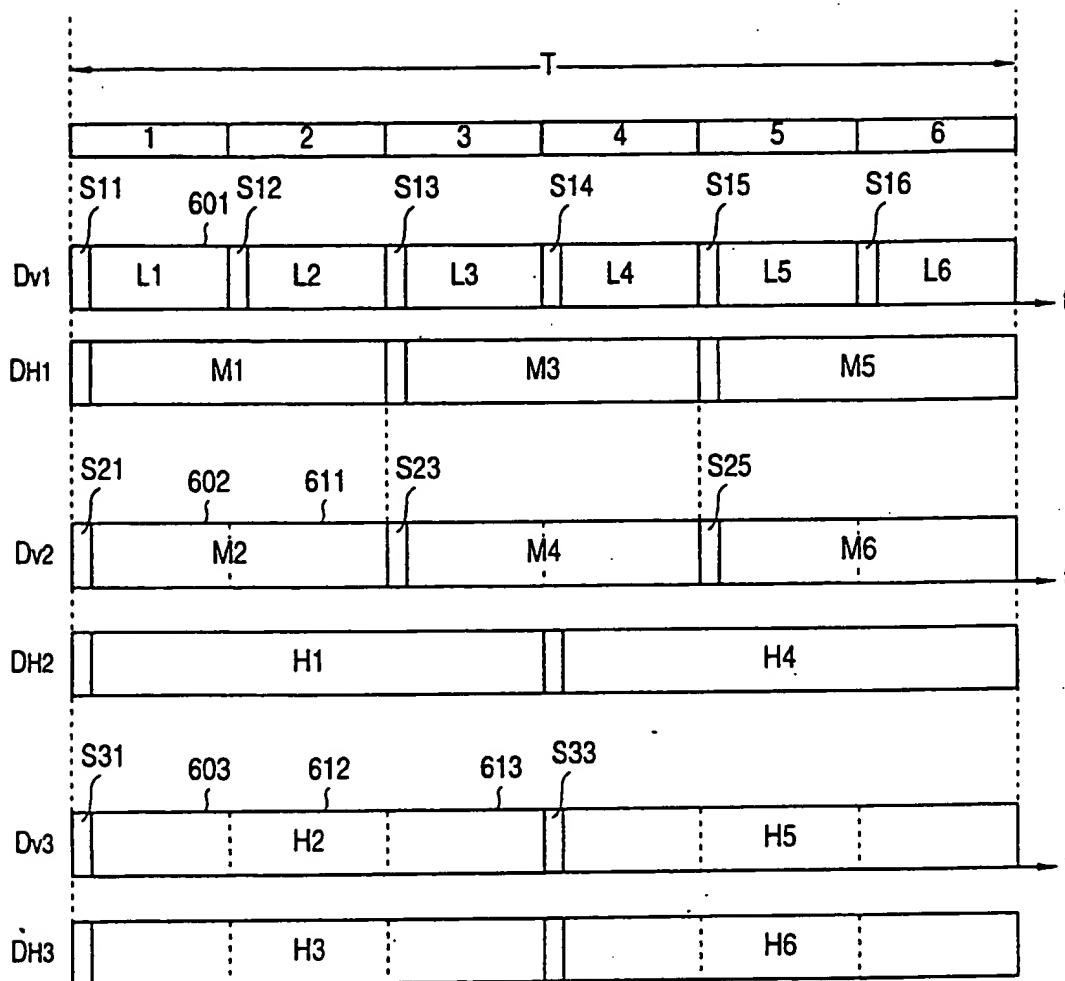 T
1 2 3 4 5 6
S11 601 S12 S13 S14 S15 S16
Dv1 L1 L2 L3 L4 L5 L6
DH1 M1 M3 M5
S21 602 611 S23 S25
Dv2 M2 M4 M6
DH2 H1 H4
S31 603 612 613 S33
Dv3 H2 H5
DH3 H3 H6